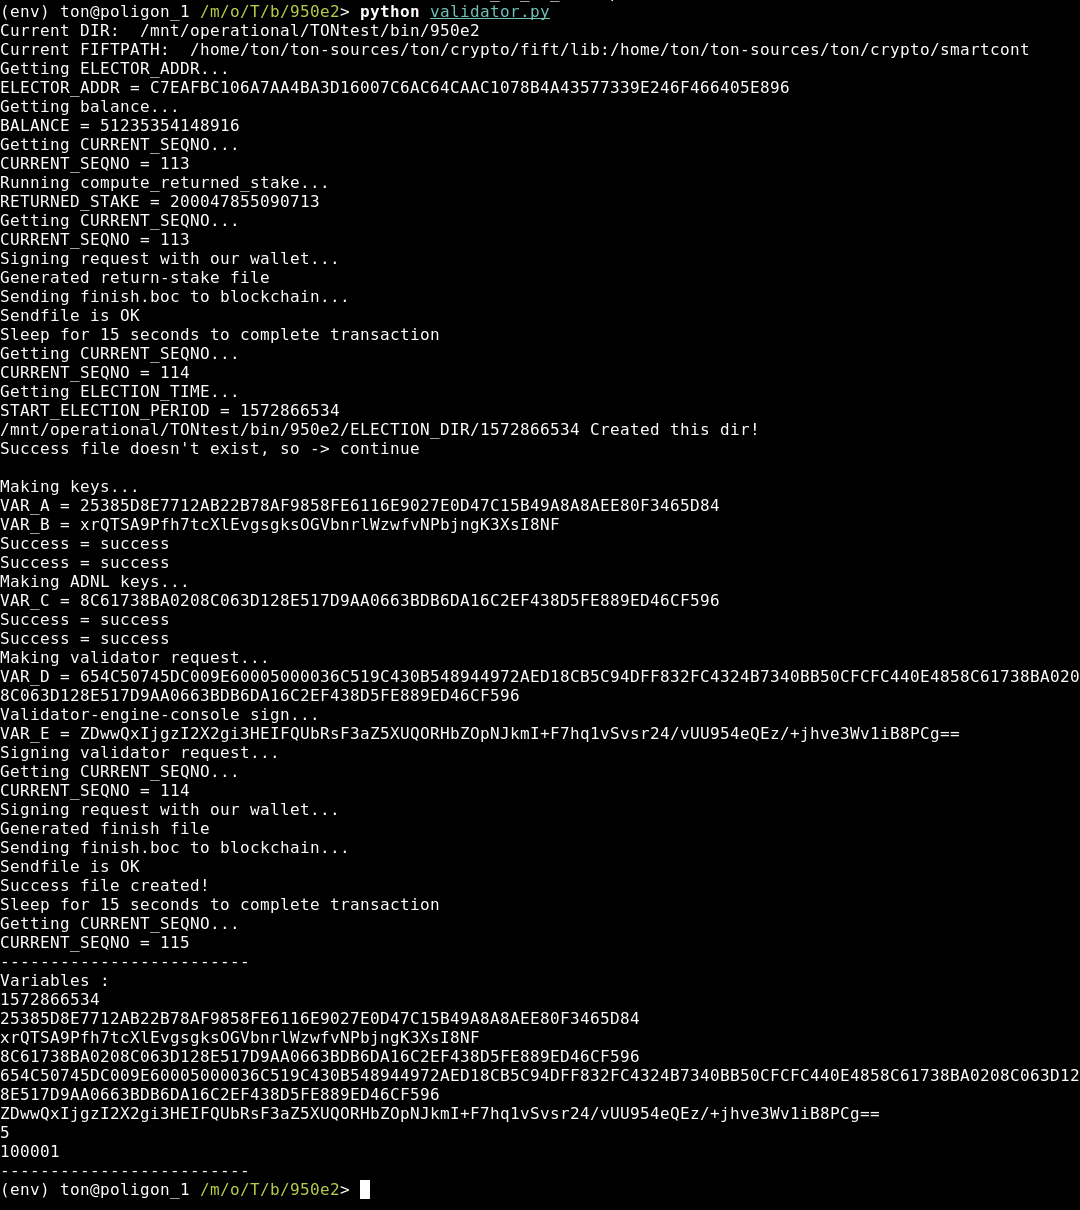 (env) ton@poligon_1 /m/o/T/b/950e2> python validator.py
Current DIR:  /mnt/operational/TONtest/bin/950e2
Current FIFTPATH:  /home/ton/ton-sources/ton/crypto/fift/lib:/home/ton/ton-sources/ton/crypto/smartcont
Getting ELECTOR_ADDR...
ELECTOR_ADDR = C7EAFBC106A7AA4BA3D16007C6AC64CAAC1078B4A43577339E246F466405E896
Getting balance...
BALANCE = 51235354148916
Getting CURRENT_SEQNO...
CURRENT_SEQNO = 113
Running compute_returned_stake...
RETURNED_STAKE = 200047855090713
Getting CURRENT_SEQNO...
CURRENT_SEQNO = 113
Signing request with our wallet...
Generated return-stake file
Sending finish.boc to blockchain...
Sendfile is OK
Sleep for 15 seconds to complete transaction
Getting CURRENT_SEQNO...
CURRENT_SEQNO = 114
Getting ELECTION_TIME...
START_ELECTION_PERIOD = 1572866534
/mnt/operational/TONtest/bin/950e2/ELECTION_DIR/1572866534 Created this dir!
Success file doesn't exist, so -> continue

Making keys...
VAR_A = 25385D8E7712AB22B78AF9858FE6116E9027E0D47C15B49A8A8AEE80F3465D84
VAR_B = xrQTSA9Pfh7tcXlEvgsgksOGVbnrlWzwfvNPbjngK3XsI8NF
Success = success
Success = success
Making ADNL keys...
VAR_C = 8C61738BA0208C063D128E517D9AA0663BDB6DA16C2EF438D5FE889ED46CF596
Success = success
Success = success
Making validator request...
VAR_D = 654C50745DC009E60005000036C519C430B548944972AED18CB5C94DFF832FC4324B7340BB50CFCFC440E4858C61738BA020
8C063D128E517D9AA0663BDB6DA16C2EF438D5FE889ED46CF596
Validator-engine-console sign...
VAR_E = ZDwwQxIjgzI2X2gi3HEIFQUbRsF3aZ5XUQORHbZOpNJkmI+F7hq1vSvsr24/vUU954eQEz/+jhve3Wv1iB8PCg==
Signing validator request...
Getting CURRENT_SEQNO...
CURRENT_SEQNO = 114
Signing request with our wallet...
Generated finish file
Sending finish.boc to blockchain...
Sendfile is OK
Success file created!
Sleep for 15 seconds to complete transaction
Getting CURRENT_SEQNO...
CURRENT_SEQNO = 115
-------------------------
Variables :
1572866534
25385D8E7712AB22B78AF9858FE6116E9027E0D47C15B49A8A8AEE80F3465D84
xrQTSA9Pfh7tcXlEvgsgksOGVbnrlWzwfvNPbjngK3XsI8NF
8C61738BA0208C063D128E517D9AA0663BDB6DA16C2EF438D5FE889ED46CF596
654C50745DC009E60005000036C519C430B548944972AED18CB5C94DFF832FC4324B7340BB50CFCFC440E4858C61738BA0208C063D12
8E517D9AA0663BDB6DA16C2EF438D5FE889ED46CF596
ZDwwQxIjgzI2X2gi3HEIFQUbRsF3aZ5XUQORHbZOpNJkmI+F7hq1vSvsr24/vUU954eQEz/+jhve3Wv1iB8PCg==
5
100001
-------------------------
(env) ton@poligon_1 /m/o/T/b/950e2>